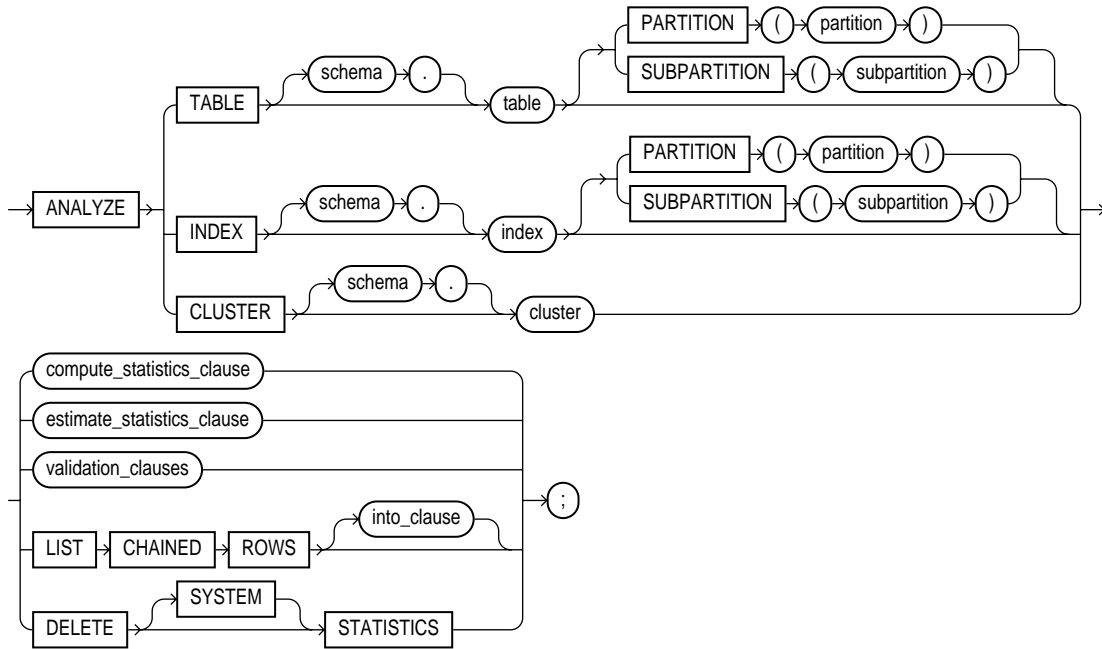 PARTITION ( partition )
schema . SUBPARTITION ( subpartition )
TABLE table
PARTITION ( partition )
ANALYZE schema . SUBPARTITION ( subpartition )
INDEX index
schema .
CLUSTER cluster
compute_statistics_clause
estimate_statistics_clause
validation_clauses
;
into_clause
LIST CHAINED ROWS
SYSTEM
DELETE STATISTICS